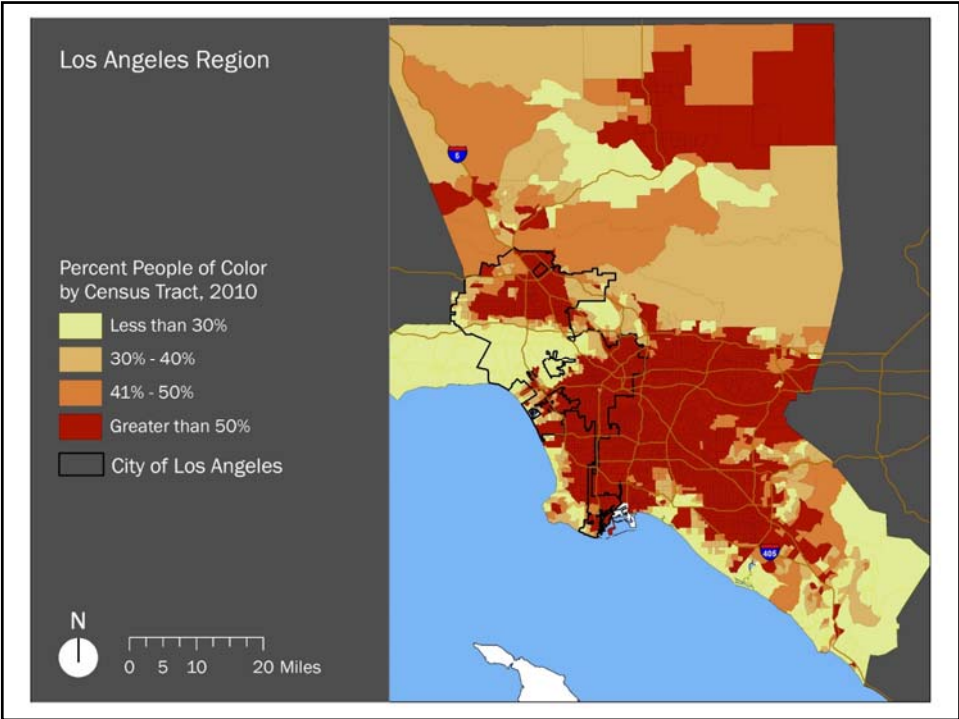 Los Angeles Region
5
Percent People of Color
by Census Tract, 2010
Less than 30%
30% - 40%
41% - 50%
Greater than 50%
City of Los Angeles
405
N
0 5 10 20 Miles